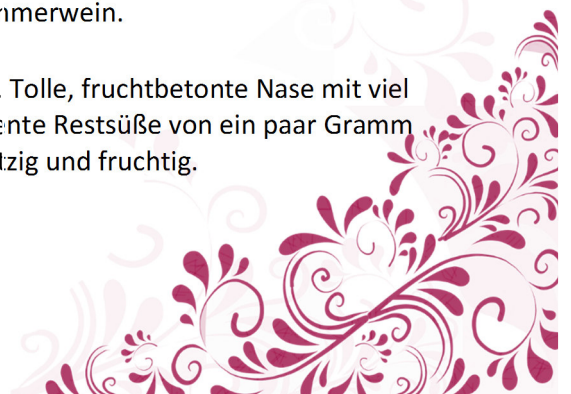 nmerwein.
. Tolle, fruchtbetonte Nase mit viel
ente Restsüße von ein paar Gramm
tzig und fruchtig.